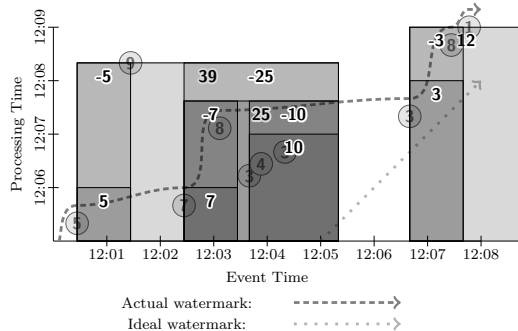 12:09
-3 12
1
8
9
-5 39 -25
12:08
3
-7 25 -10
8
3
12:07
10
3 4
12:06
5 7
7
5
Processing Time
12:01 12:02 12:03 12:04 12:05 12:06 12:07 12:08
Event Time
Actual watermark:
Ideal watermark: